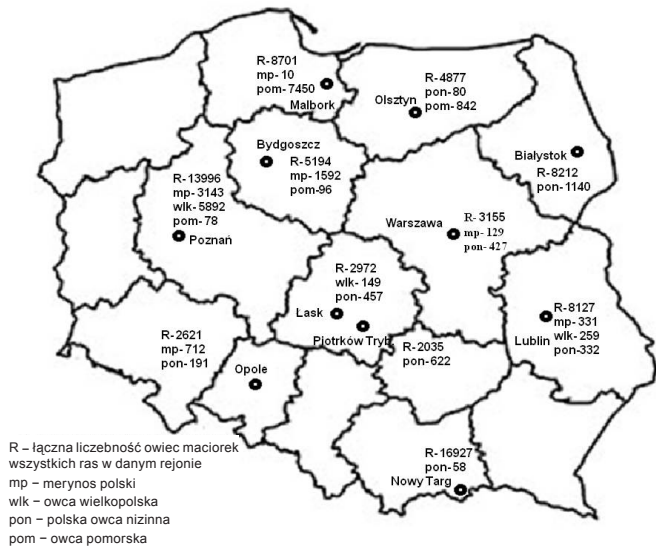 R-8701
mp-10
pom-7450
Malbork
R-4877
pon-80
pom-842
Olsztyn
Białystok
R-8212
pon-1140
Bydgoszcz
R-5194
mp-1592
pom-96
R-13996
mp-3143
wlk-5892
pom-78
Poznań
Warszawa
R-3155
mp-129
pon-427
R-2972
wlk-149
pon-457
Lask
Piotrków Tryb
R-8127
mp-331
wlk-259
pon-332
Lublin
R-2621
mp-712
pon-191
Opole
R-2035
pon-622
R-16927
pon-58
Nowy Targ
R – łączna liczebność owiec maciorek
wszystkich ras w danym rejonie
mp – merynos polski
wlk – owca wielkopolska
pon – polska owca nizinna
pom – owca pomorska